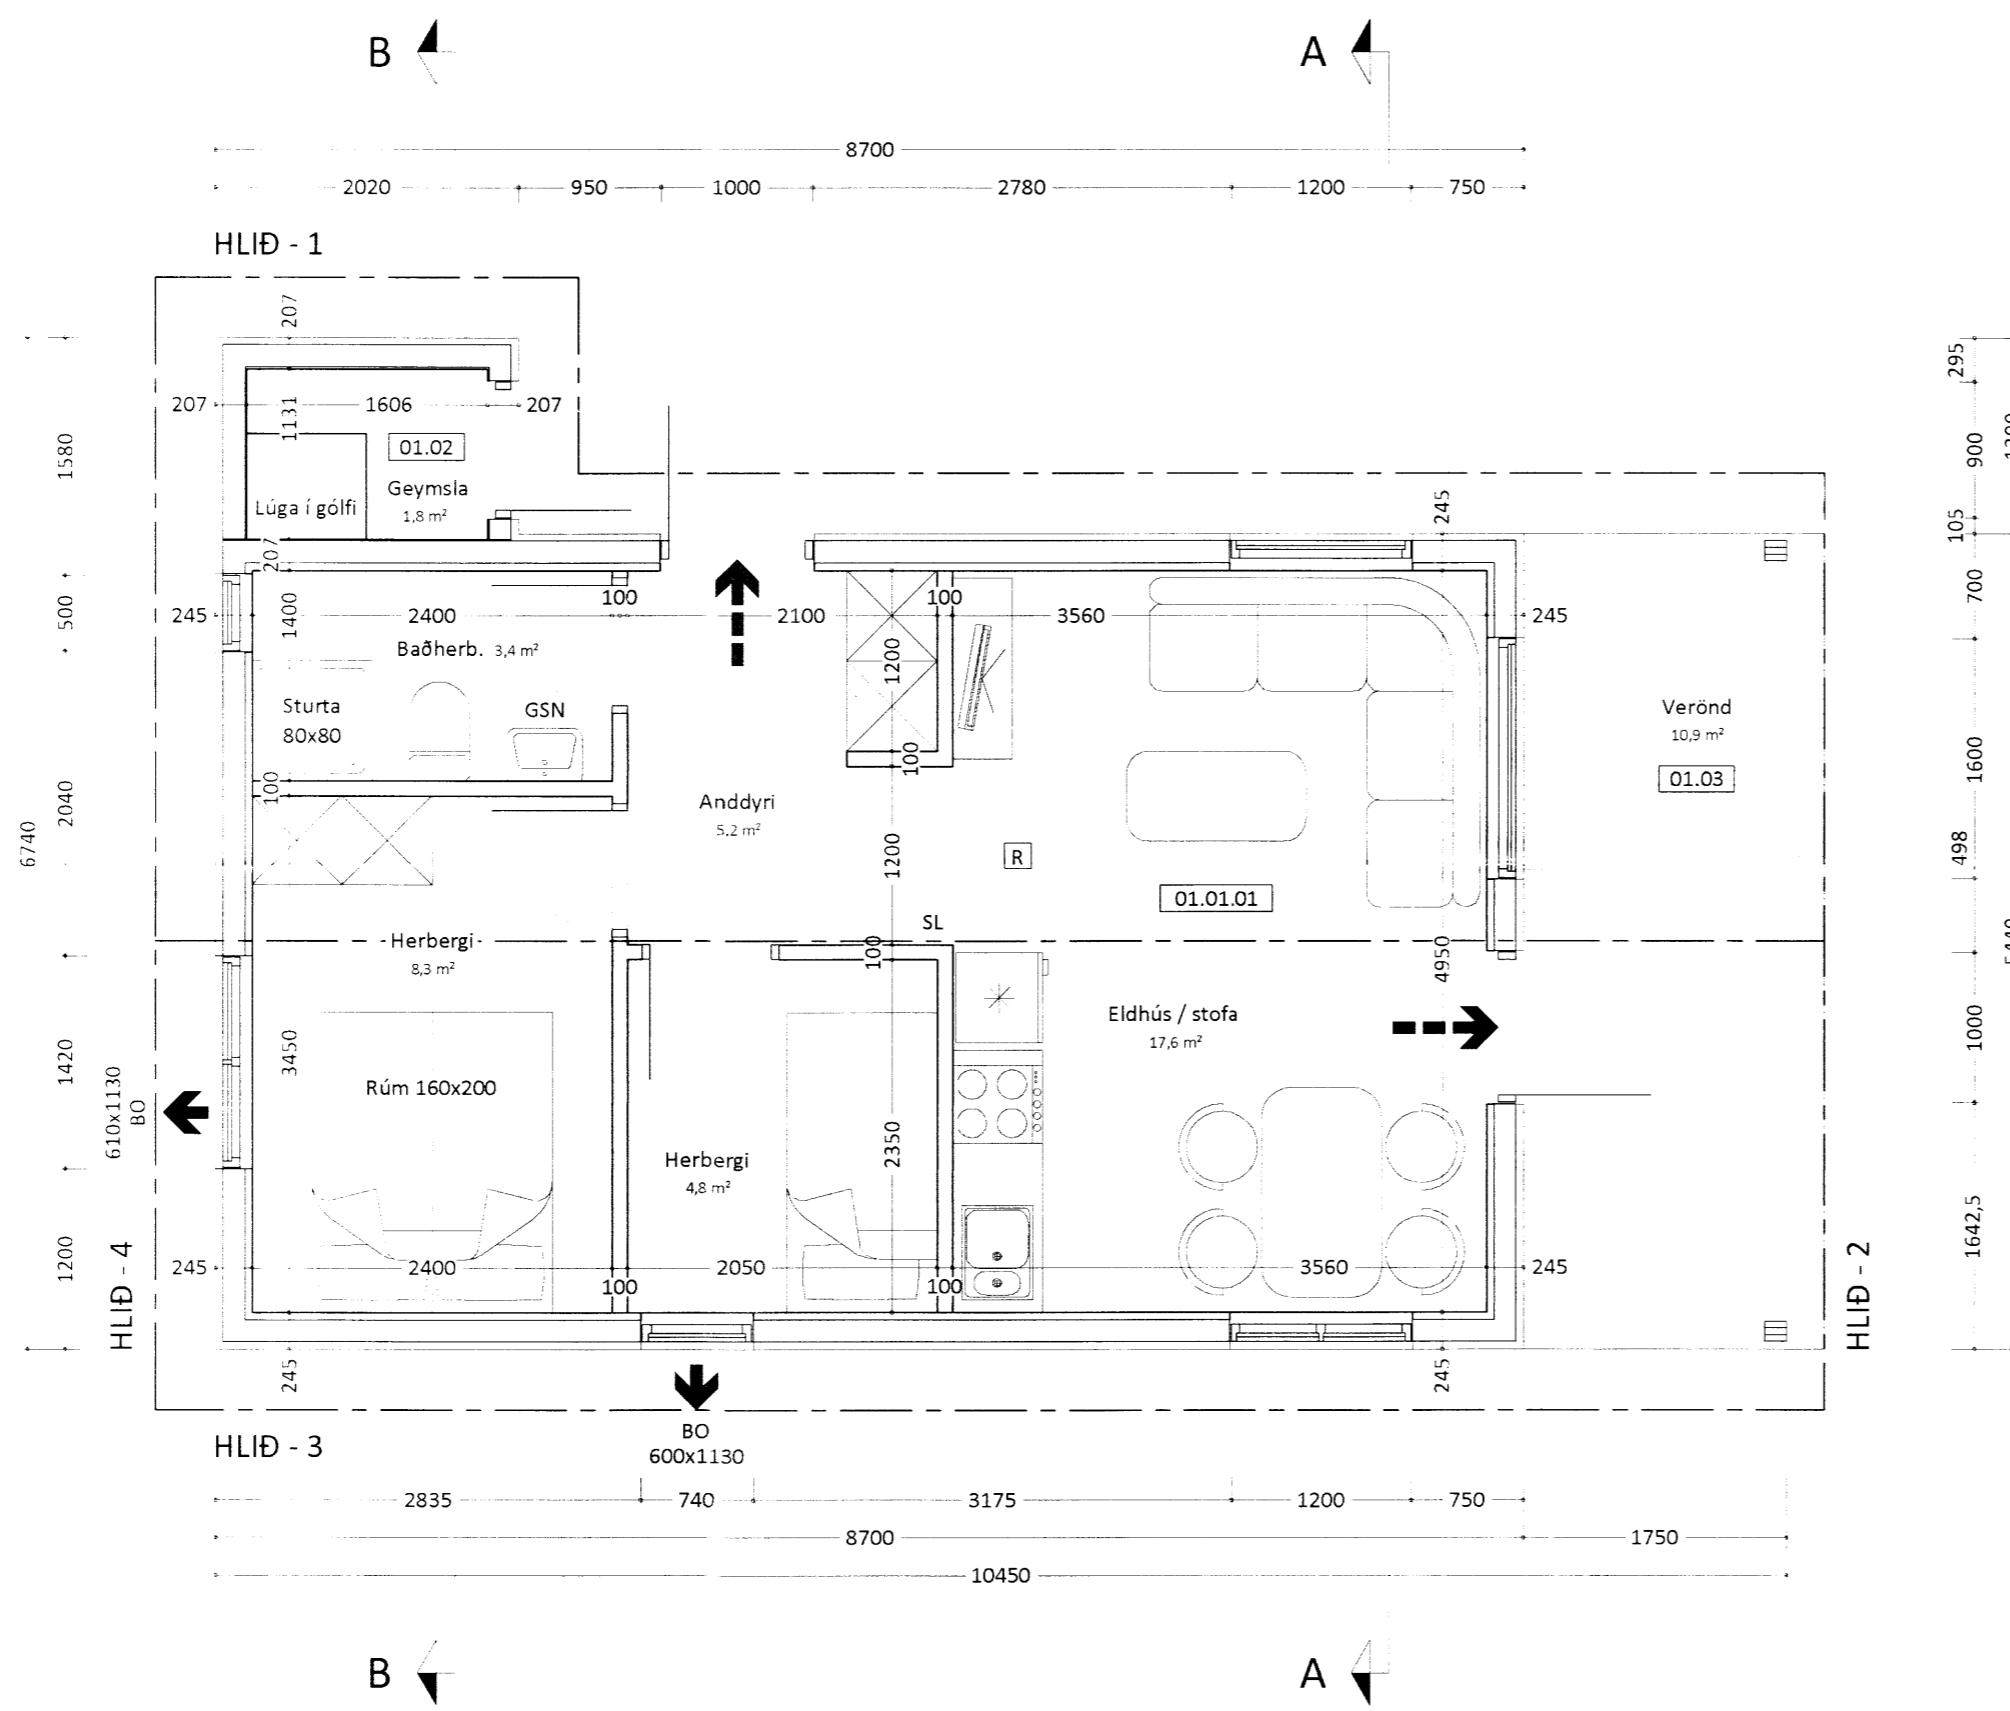 B
A
8700
2020 950 1000 2780 1200 750
HLIÐ - 1
207
295
207 1606 207
1131
1580
900
01.02
Geymsla
1,8 m²
Lúga í gólfi
245
105
207
500
1400
700
100
100
245 2400 2100 3560 245
Baðherb. 3,4 m²
1200
Sturta
80x80
GSN
Verönd
10,9 m²
01.03
100
100
1600
2040
Anddyri
5,2 m²
6740
1200
R
498
01.01.01
SL
Herbergi
8,3 m²
100
4950
Eldhús / stofa
17,6 m²
1000
3450
1420
Rúm 160x200
610x1130
BO
2350
Herbergi
4,8 m²
1642,5
1200
245 2400 2050 3560 245
100
100
HLIÐ - 4
HLIÐ - 2
245
245
BO
600x1130
HLIÐ - 3
2835 740 3175 1200 750
8700 1750
10450
B
A